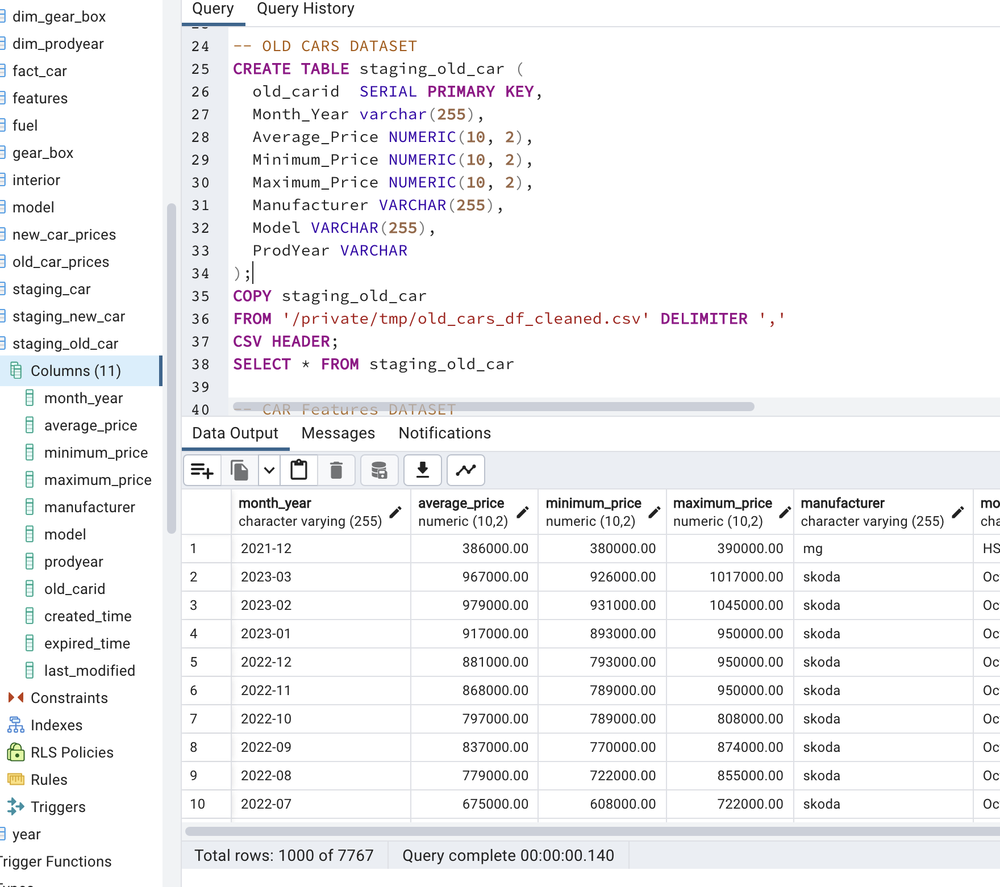 dim_gear_box
dim_prodyear
fact_car
features
fuel
gear_box
interior
model
new_car_prices
old_car_prices
staging_car
staging_new_car
staging_old_car
Columns (11)
month_year
average_price
minimum_price
maximum_price
manufacturer
model
prodyear
old_carid
created_time
expired_time
last_modified
Constraints
Indexes
RLS Policies
Rules
Triggers
year
Trigger Functions
Query Query History
24 -- OLD CARS DATASET
25 CREATE TABLE staging_old_car (
26 old_carid SERIAL PRIMARY KEY,
27 Month_Year varchar(255),
28 Average_Price NUMERIC(10, 2),
29 Minimum_Price NUMERIC(10, 2),
30 Maximum_Price NUMERIC(10, 2),
31 Manufacturer VARCHAR(255),
32 Model VARCHAR(255),
33 ProdYear VARCHAR
34 );
35 COPY staging_old_car
36 FROM '/private/tmp/old_cars_df_cleaned.csv' DELIMITER ','
37 CSV HEADER;
38 SELECT * FROM staging_old_car
39
40 -- CAR Features DATASET
Data Output Messages Notifications
month_year average_price minimum_price maximum_price manufacturer mo
character varying (255) numeric (10,2) numeric (10,2) numeric (10,2) character varying (255) cha
1 2021-12 386000.00 380000.00 390000.00 mg HS
2 2023-03 967000.00 926000.00 1017000.00 skoda Oc
3 2023-02 979000.00 931000.00 1045000.00 skoda Oc
4 2023-01 917000.00 893000.00 950000.00 skoda Oc
5 2022-12 881000.00 793000.00 950000.00 skoda Oc
6 2022-11 868000.00 789000.00 950000.00 skoda Oc
7 2022-10 797000.00 789000.00 808000.00 skoda Oc
8 2022-09 837000.00 770000.00 874000.00 skoda Oc
9 2022-08 779000.00 722000.00 855000.00 skoda Oc
10 2022-07 675000.00 608000.00 722000.00 skoda Oc
Total rows: 1000 of 7767 Query complete 00:00:00.140